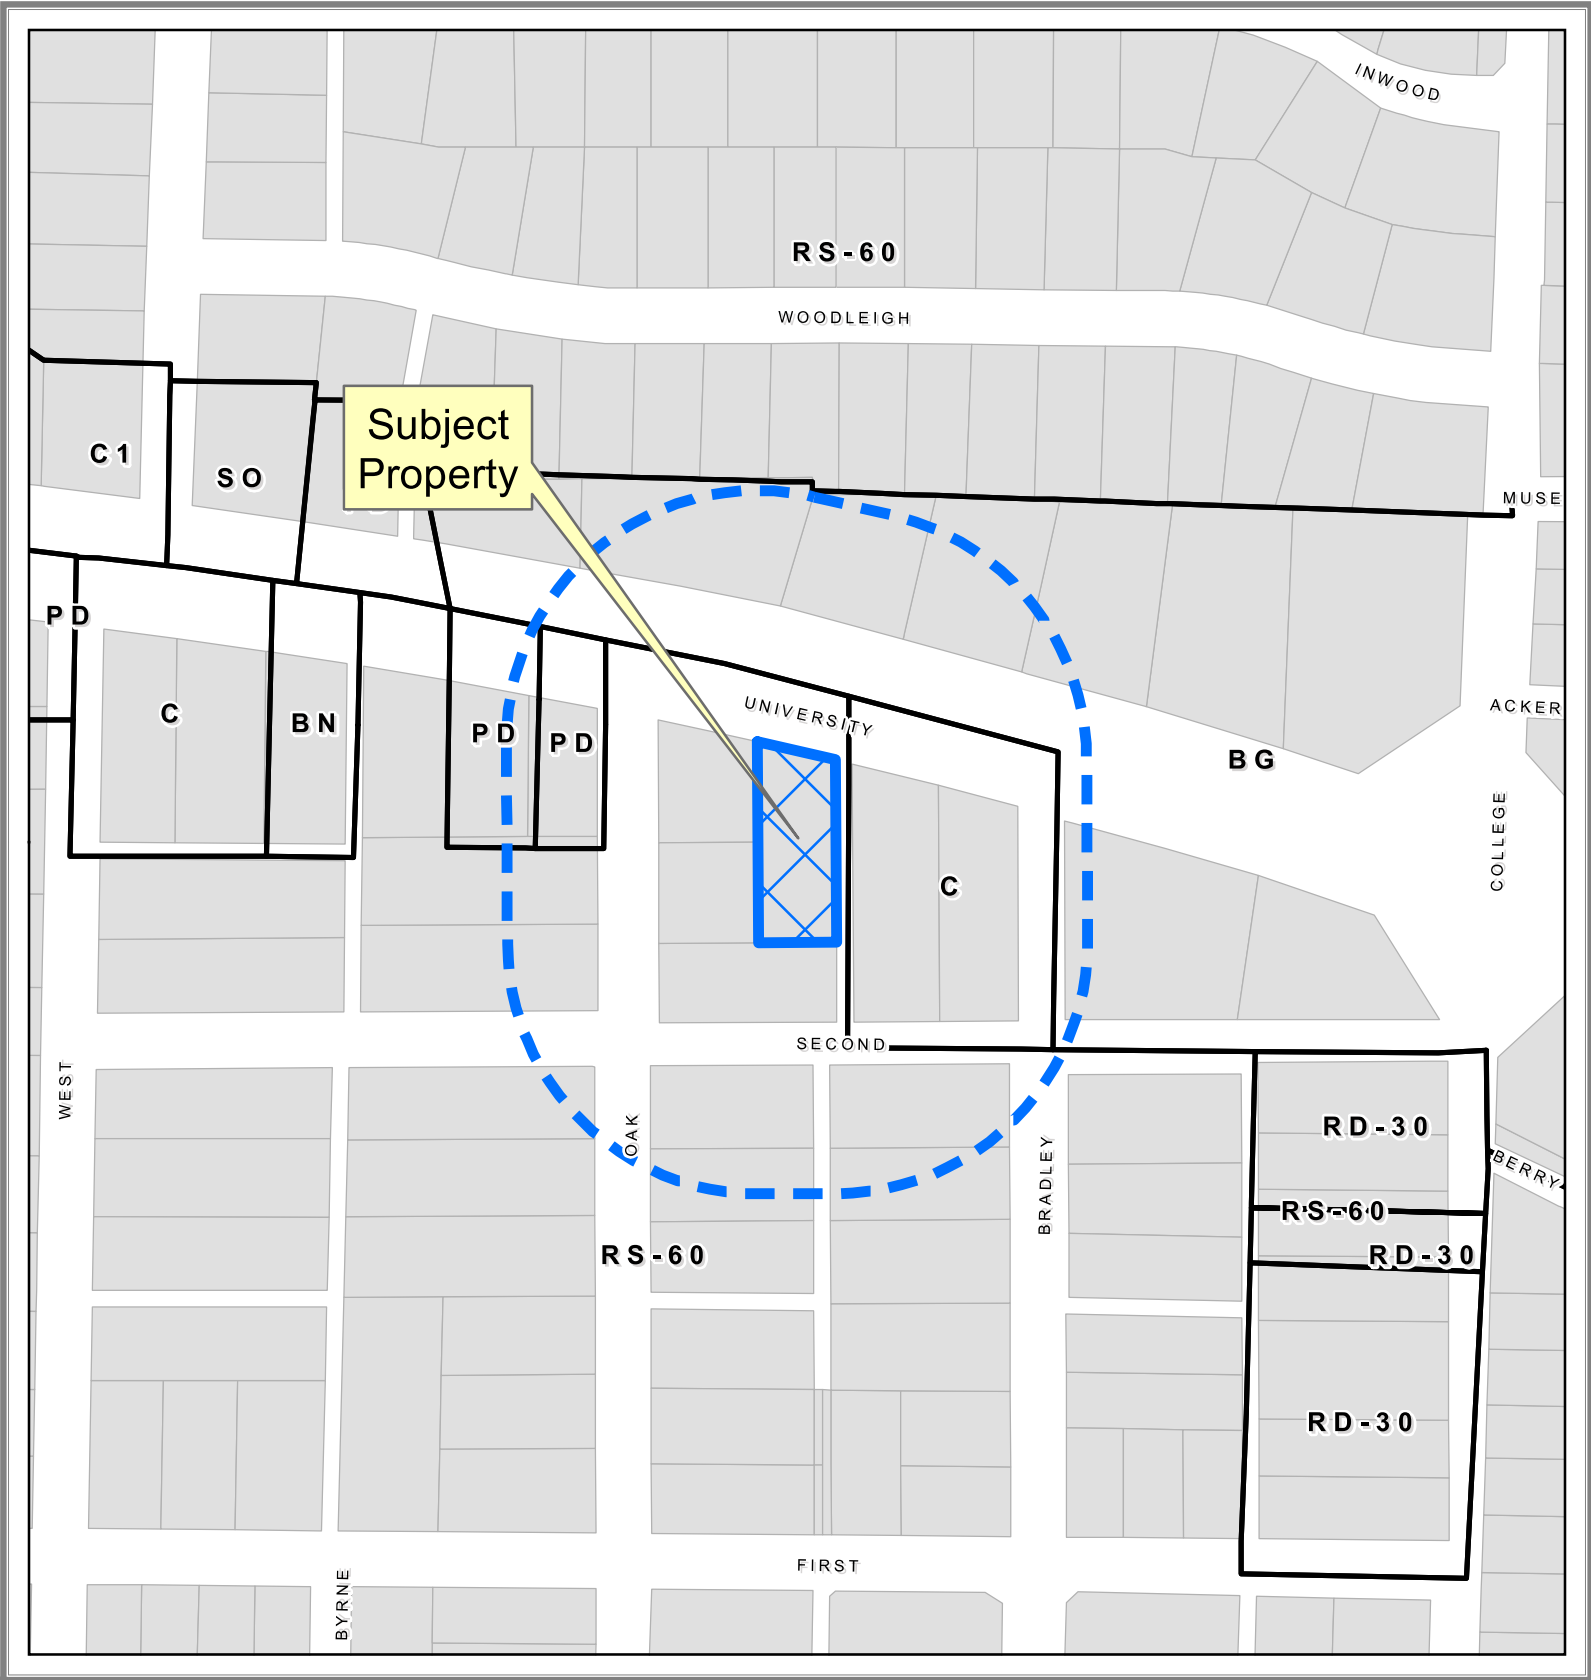 INWOOD
RS-60
WOODLEIGH
Subject
Property
C1
SO
MUSE
PD
C
BN
PD
PD
UNIVERSITY
ACKER
BG
COLLEGE
C
SECOND
WEST
OAK
BRADLEY
RD-30
BERRY
RS-60
RS-60
RD-30
RD-30
FIRST
BYRNE